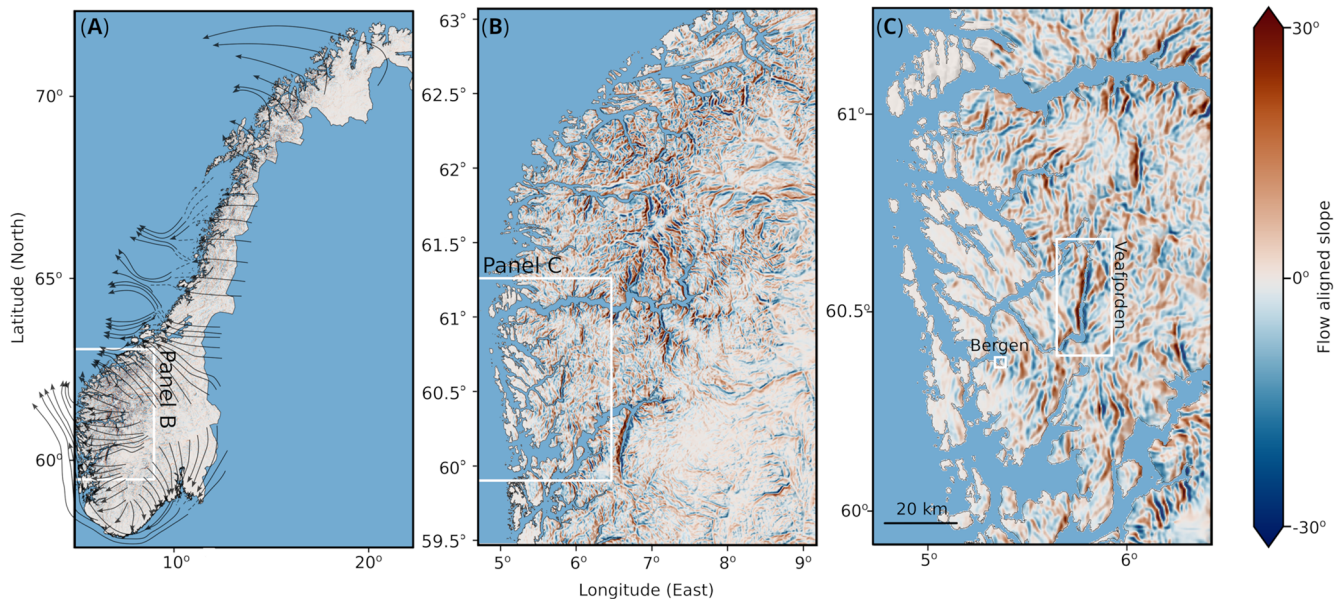 (A)
70°
65°
60°
10°
20°
Latitude (North)
Panel B
(B)
63°
62.5°
62°
61.5°
61°
60.5°
60°
59.5°
5°
6°
7°
8°
9°
Panel C
Longitude (East)
(C)
61°
60.5°
60°
5°
6°
Veafjorden
Bergen
20 km
30°
0°
-30°
Flow aligned slope